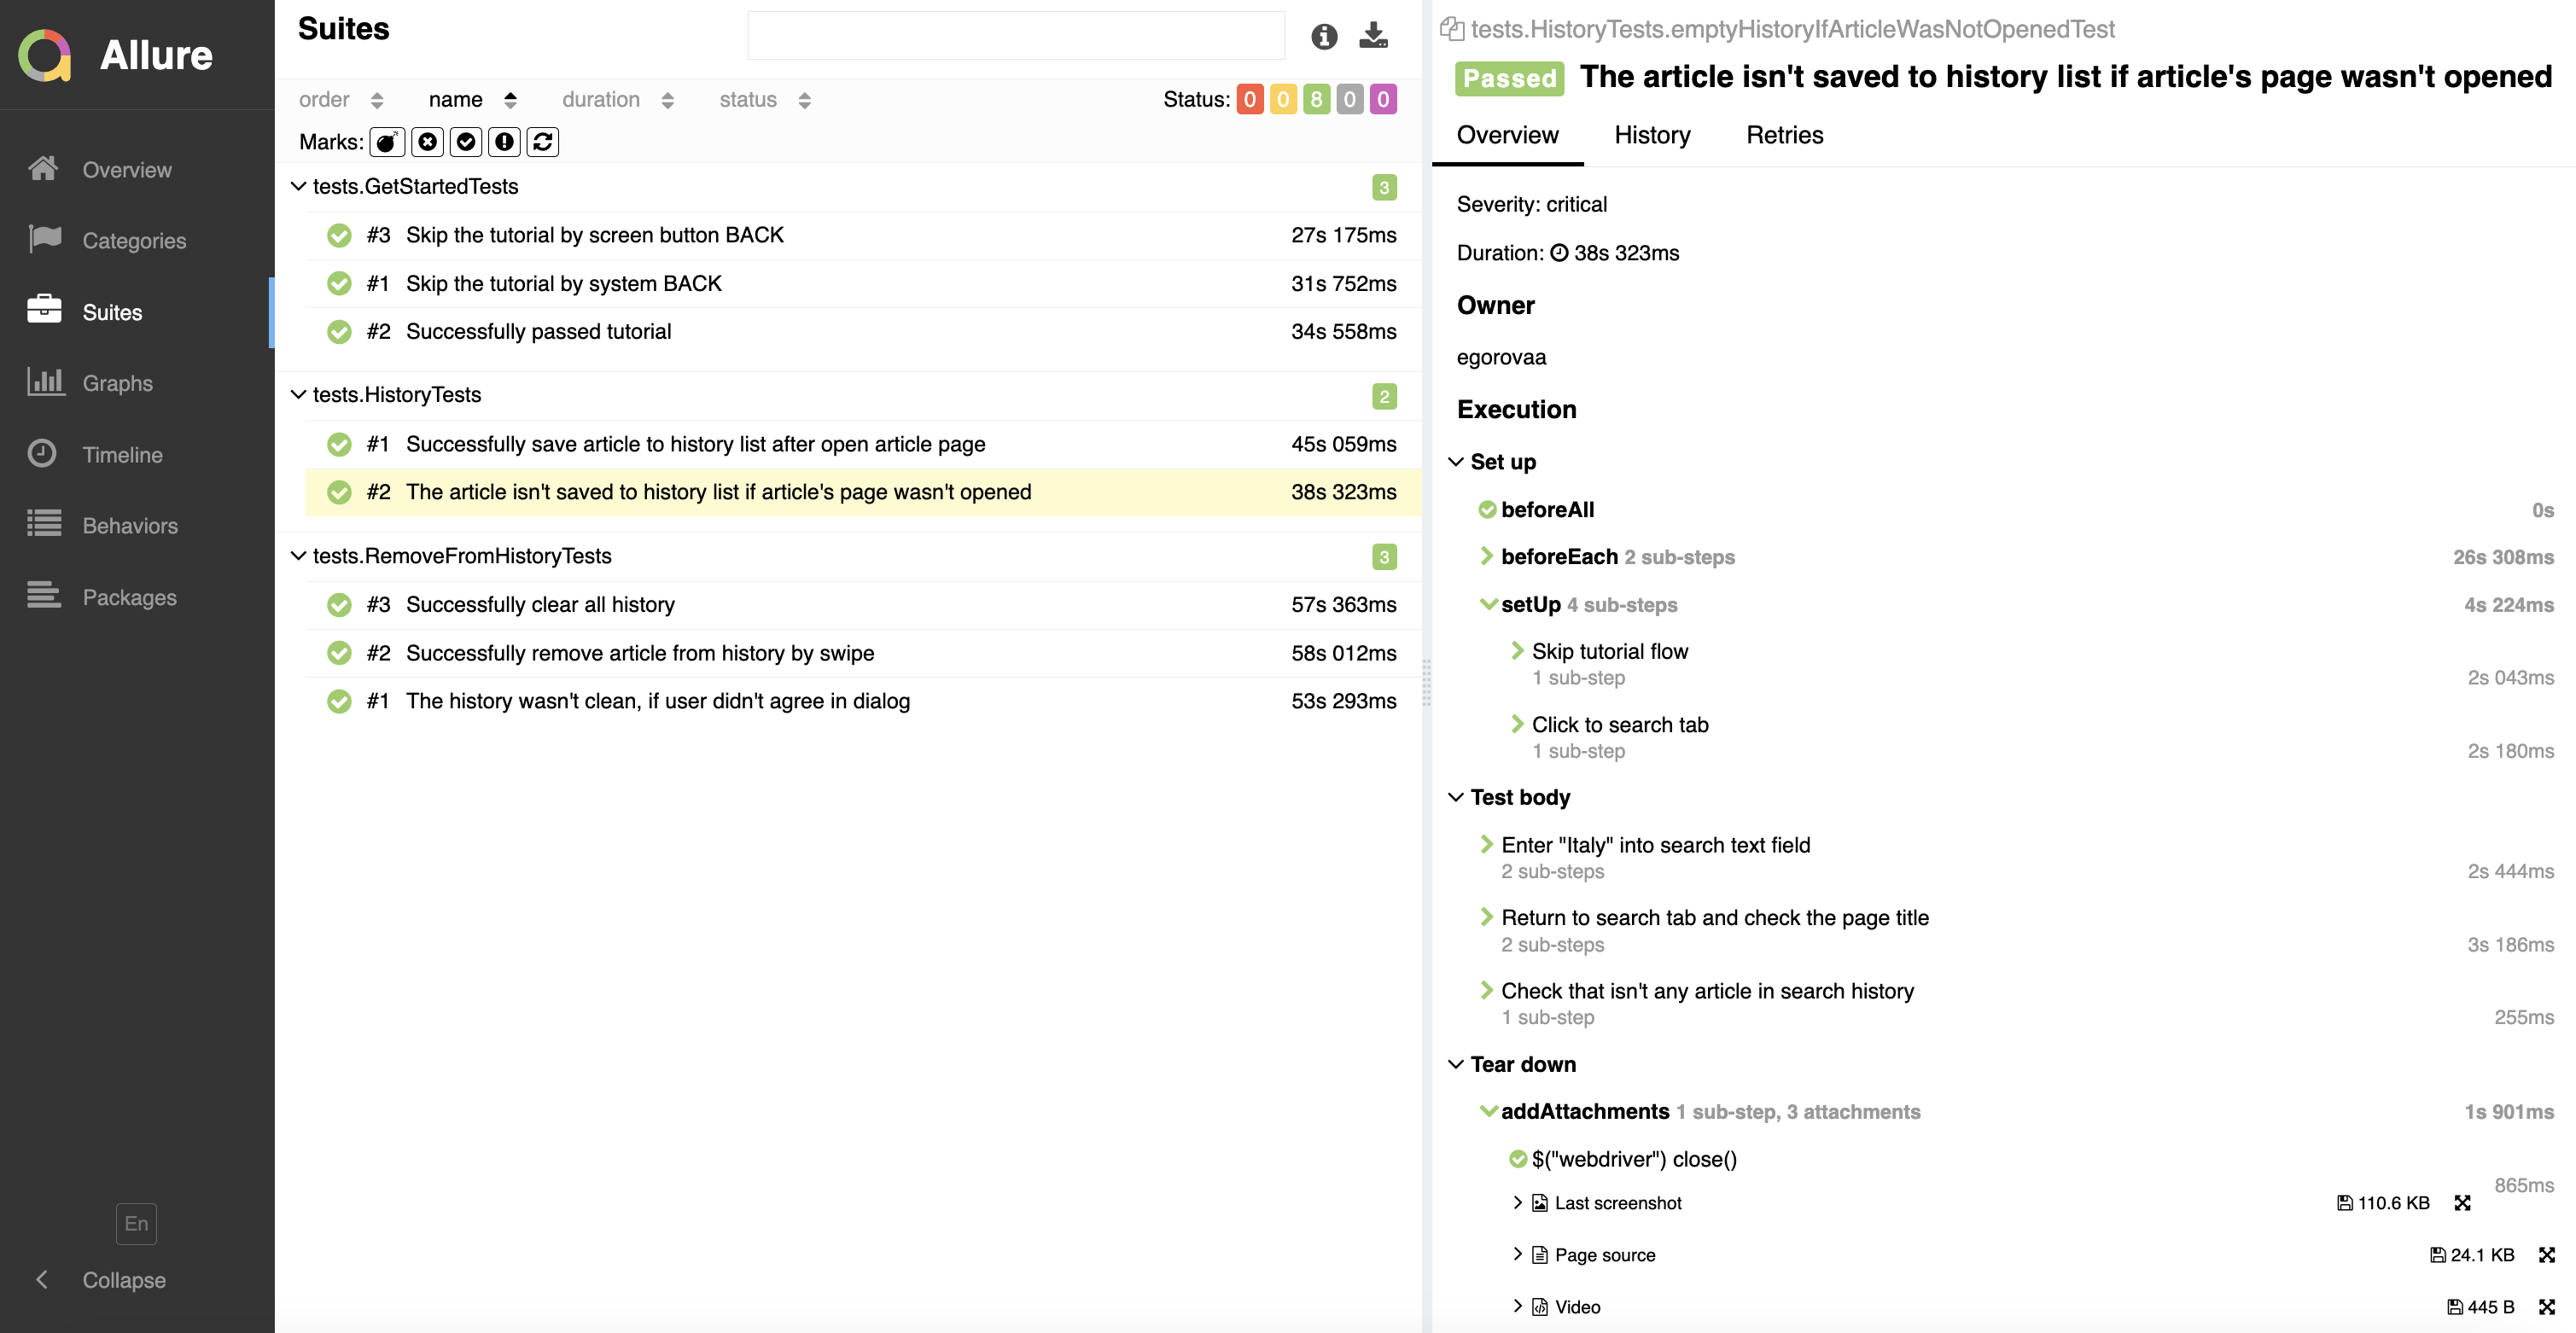 Allure
Overview
Categories
Suites
Graphs
Timeline
Behaviors
Packages
En
Collapse
Suites
order name duration status
Status: 0 0 8 0 0
Marks:
tests.GetStartedTests 3
#3 Skip the tutorial by screen button BACK 27s 175ms
#1 Skip the tutorial by system BACK 31s 752ms
#2 Successfully passed tutorial 34s 558ms
tests.HistoryTests 2
#1 Successfully save article to history list after open article page 45s 059ms
#2 The article isn't saved to history list if article's page wasn't opened 38s 323ms
tests.RemoveFromHistoryTests 3
#3 Successfully clear all history 57s 363ms
#2 Successfully remove article from history by swipe 58s 012ms
#1 The history wasn't clean, if user didn't agree in dialog 53s 293ms
tests.HistoryTests.emptyHistoryIfArticleWasNotOpenedTest
Passed The article isn't saved to history list if article's page wasn't opened
Overview History Retries
Severity: critical
Duration: 38s 323ms
Owner
egorovaa
Execution
Set up
beforeAll 0s
beforeEach 2 sub-steps 26s 308ms
setUp 4 sub-steps 4s 224ms
Skip tutorial flow
1 sub-step 2s 043ms
Click to search tab
1 sub-step 2s 180ms
Test body
Enter "Italy" into search text field
2 sub-steps 2s 444ms
Return to search tab and check the page title
2 sub-steps 3s 186ms
Check that isn't any article in search history
1 sub-step 255ms
Tear down
addAttachments 1 sub-step, 3 attachments 1s 901ms
$("webdriver") close()
865ms
Last screenshot 110.6 KB
Page source 24.1 KB
Video 445 B